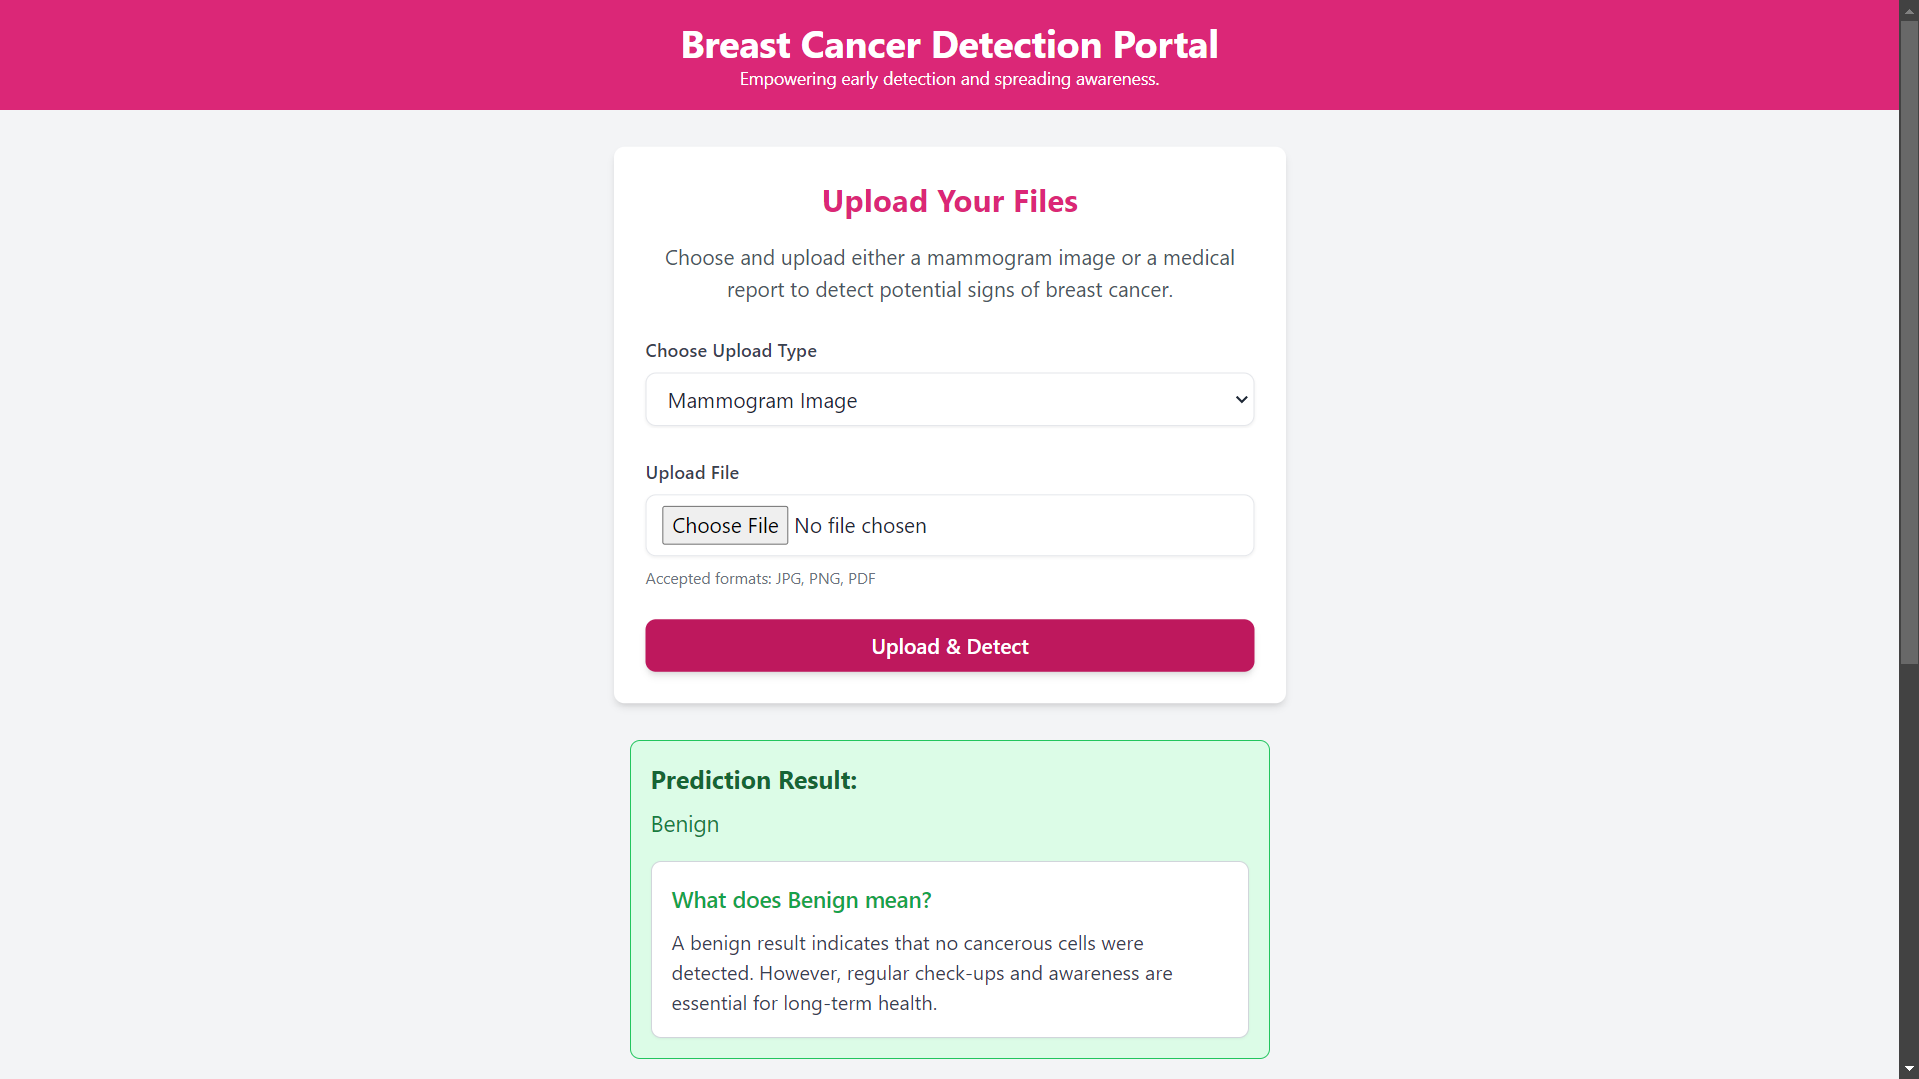 Breast Cancer Detection Portal
Empowering early detection and spreading awareness.
Upload Your Files
Choose and upload either a mammogram image or a medical
report to detect potential signs of breast cancer.
Choose Upload Type
Mammogram Image
Upload File
Choose File No file chosen
Accepted formats: JPG, PNG, PDF
Upload & Detect
Prediction Result:
Benign
What does Benign mean?
A benign result indicates that no cancerous cells were
detected. However, regular check-ups and awareness are
essential for long-term health.